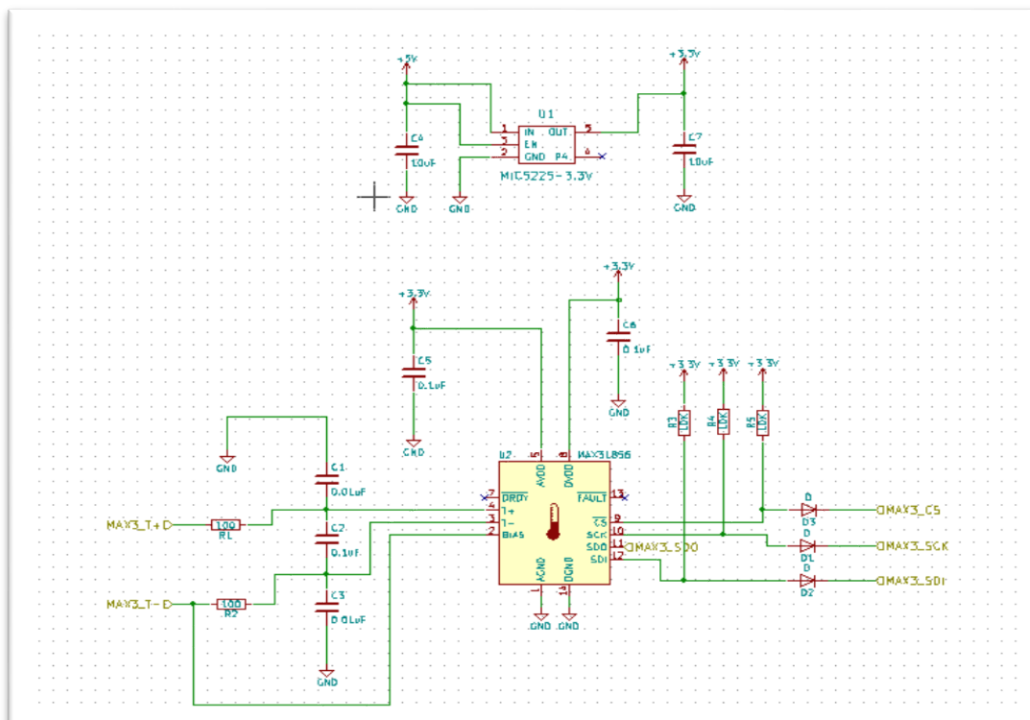 +5V
+3.3V
U1
C4
1 IN OUT 5
3 EN
2 GND P4 4
C7
1.0uF
1.0uF
MIC5225-3.3V
GND
GND
GND
+3.3V
+3.3V
C6
0.1uF
C5
0.1uF
+3.3V
+3.3V
+3.3V
GND
R3
10K
R4
10K
R5
10K
GND
GND
U2
MAX31856
5
8
AVDD
DVDD
C1
0.01uF
7 DRDY
FAULT 13
4 T+
3 T-
CS 9
2 BIAS
SCK 10
SDO 11
SDI 12
MAX3_SDO
AGND
DGND
1
14
GND
GND
MAX3_T+
100
R1
C2
0.1uF
D
D3
MAX3_CS
D
D1
MAX3_SCK
D
D2
MAX3_SDI
MAX3_T-
100
R2
C3
0.01uF
GND